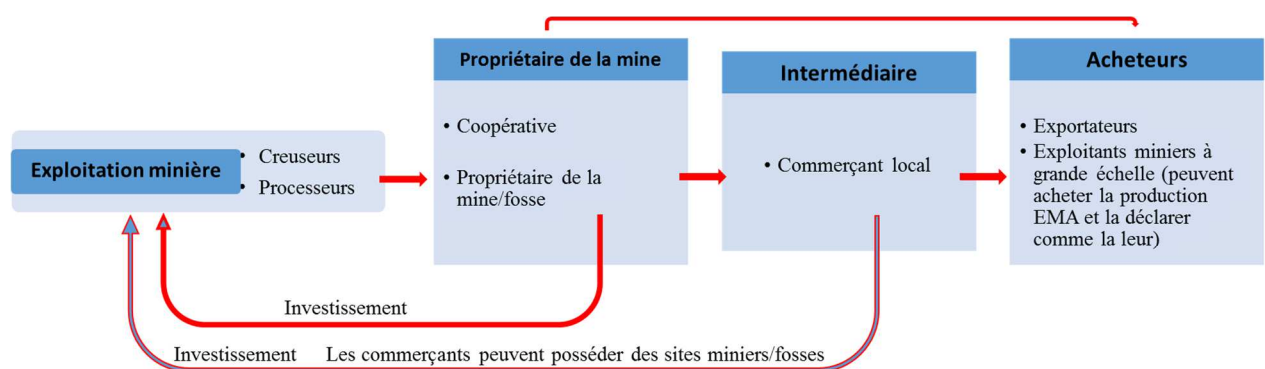 Exploitation minière
• Creuseurs
• Processeurs
Propriétaire de la mine
• Coopérative
• Propriétaire de la
mine/fosse
Intermédiaire
• Commerçant local
Acheteurs
• Exportateurs
• Exploitants miniers à
grande échelle (peuvent
acheter la production
EMA et la déclarer
comme la leur)
Investissement
Investissement
Les commerçants peuvent posséder des sites miniers/fosses